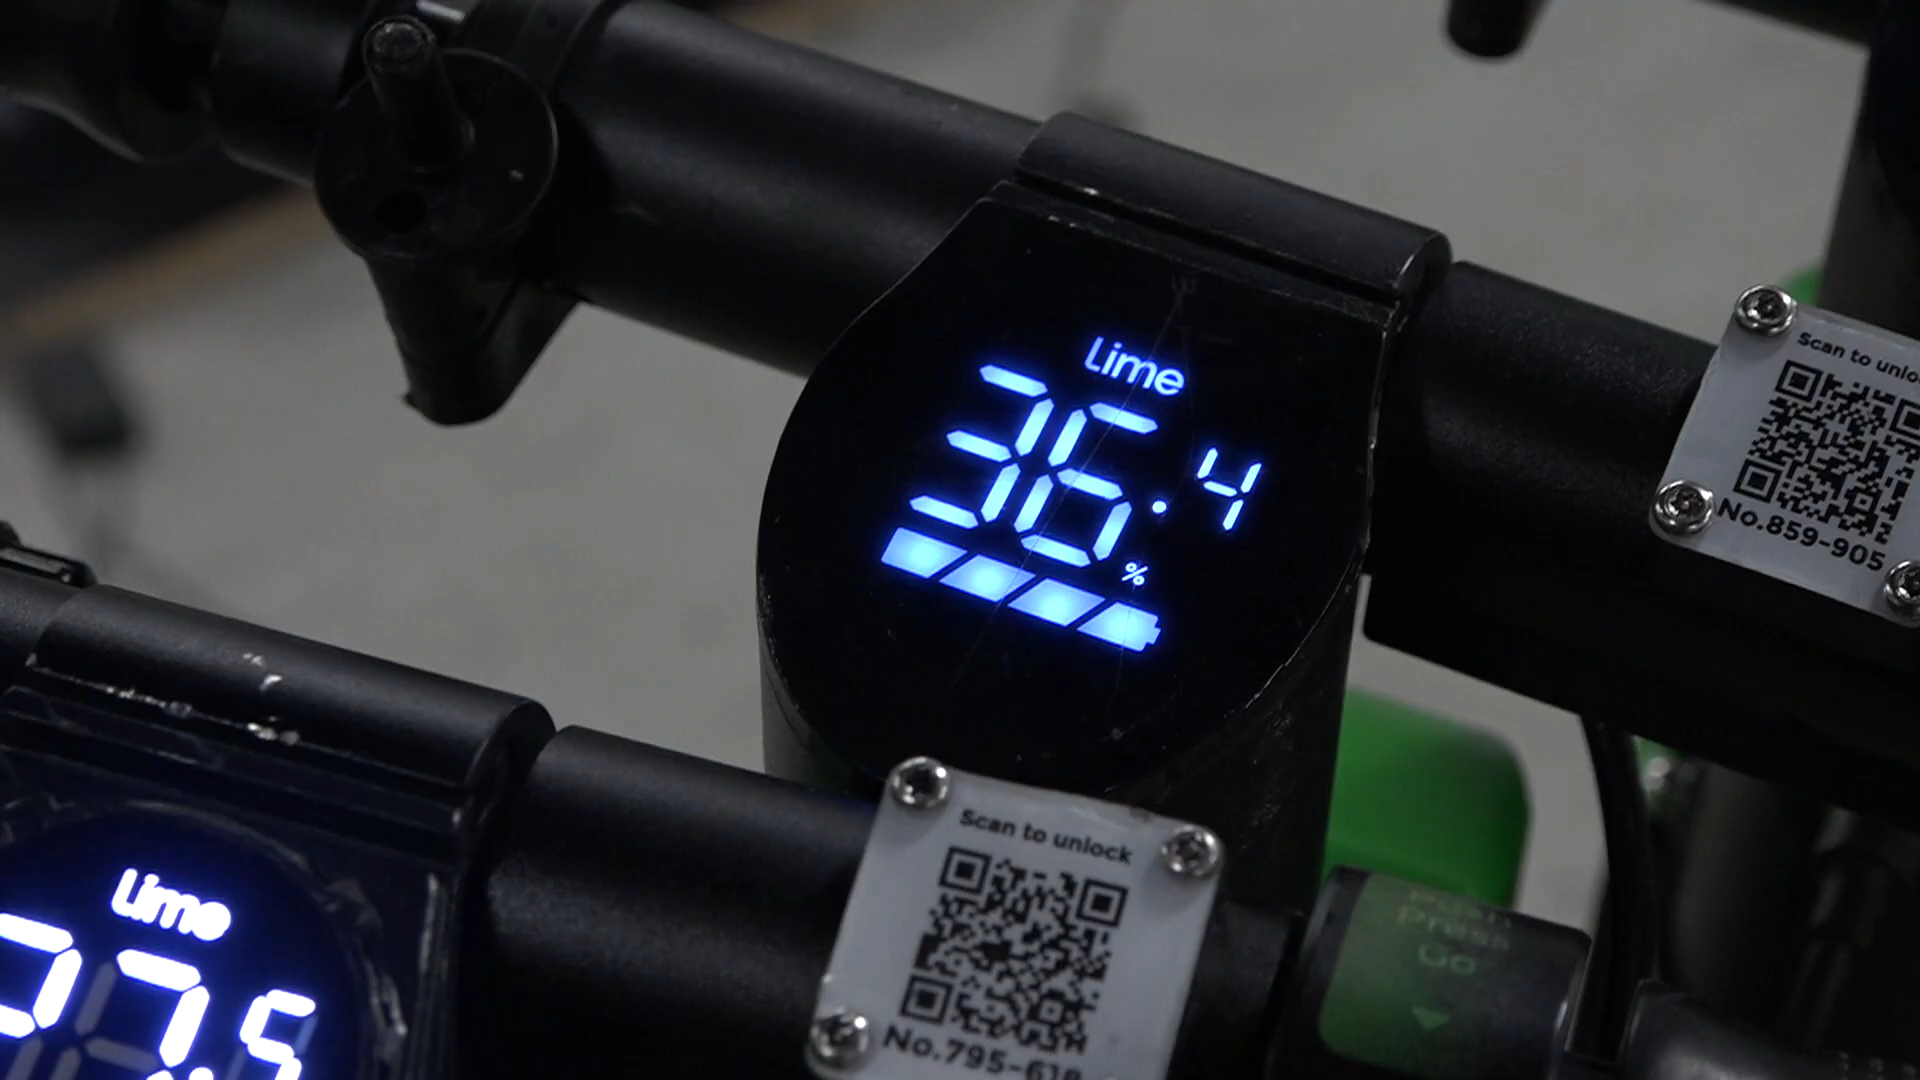 Lime
36.4
%
Scan to unlock
No.859-905
Scan to unlock
No.795-618
Push
Press
Go
Lime
7.5